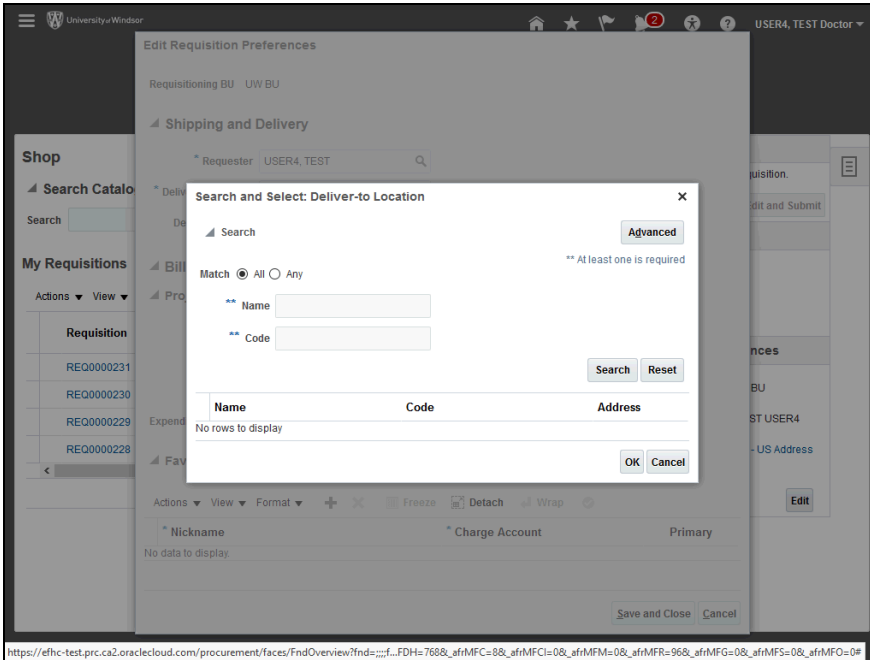 University of Windsor
2
USER4, TEST Doctor
Edit Requisition Preferences
Requisitioning BU UW BU
Shipping and Delivery
* Requester USER4, TEST
Shop
Search Catalo
Search
My Requisitions
Actions View
Requisition
REQ0000231
REQ0000230
REQ0000229
REQ0000228
* Deliv
De
Bill
Pro
Expend
Fav
Search and Select: Deliver-to Location
Search
Advanced
** At least one is required
Match All Any
** Name
** Code
Search Reset
Name Code Address
No rows to display
OK Cancel
uisition.
dit and Submit
nces
BU
ST USER4
- US Address
Edit
Actions View Format Freeze Detach Wrap
* Nickname * Charge Account Primary
No data to display.
Save and Close Cancel
https://efhc-test.prc.ca2.oraclecloud.com/procurement/faces/FndOverview?fnd=;;;;f...FDH=768&_afrMFC=8&_afrMFCI=0&_afrMFM=0&_afrMFR=96&_afrMFG=0&_afrMFS=0&_afrMFO=0#